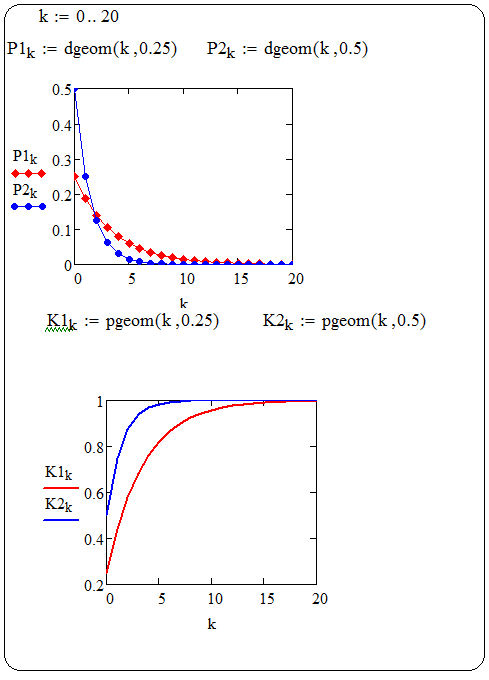 k := 0 .. 20
P1k := dgeom(k,0.25) P2k := dgeom(k,0.5)
0.5
0.4
0.3
0.2
0.1
0
P1k
P2k
0 5 10 15 20
k
K1k := pgeom(k,0.25) K2k := pgeom(k,0.5)
1
0.8
0.6
0.4
0.2
K1k
K2k
0 5 10 15 20
k